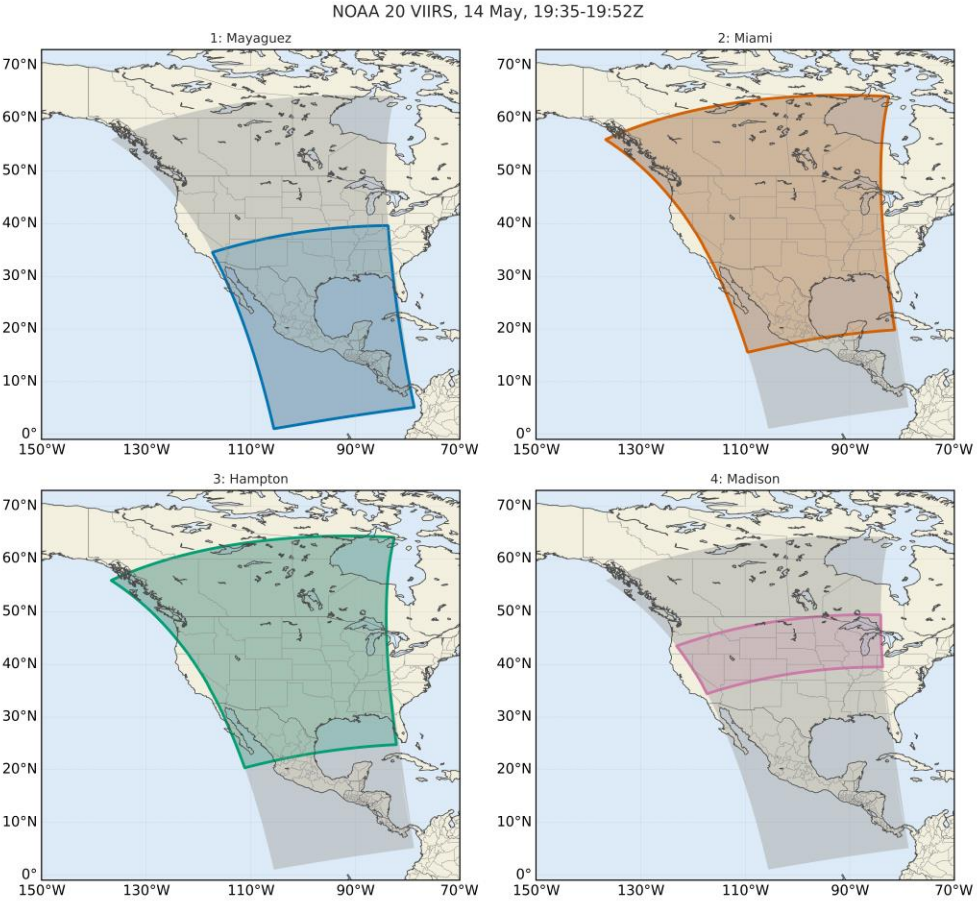 NOAA 20 VIIRS, 14 May, 19:35-19:52Z
1: Mayaguez
70°N
60°N
50°N
40°N
30°N
20°N
10°N
0°
150°W 130°W 110°W 90°W 70°W
2: Miami
70°N
60°N
50°N
40°N
30°N
20°N
10°N
0°
150°W 130°W 110°W 90°W 70°W
3: Hampton
70°N
60°N
50°N
40°N
30°N
20°N
10°N
0°
150°W 130°W 110°W 90°W 70°W
4: Madison
70°N
60°N
50°N
40°N
30°N
20°N
10°N
0°
150°W 130°W 110°W 90°W 70°W